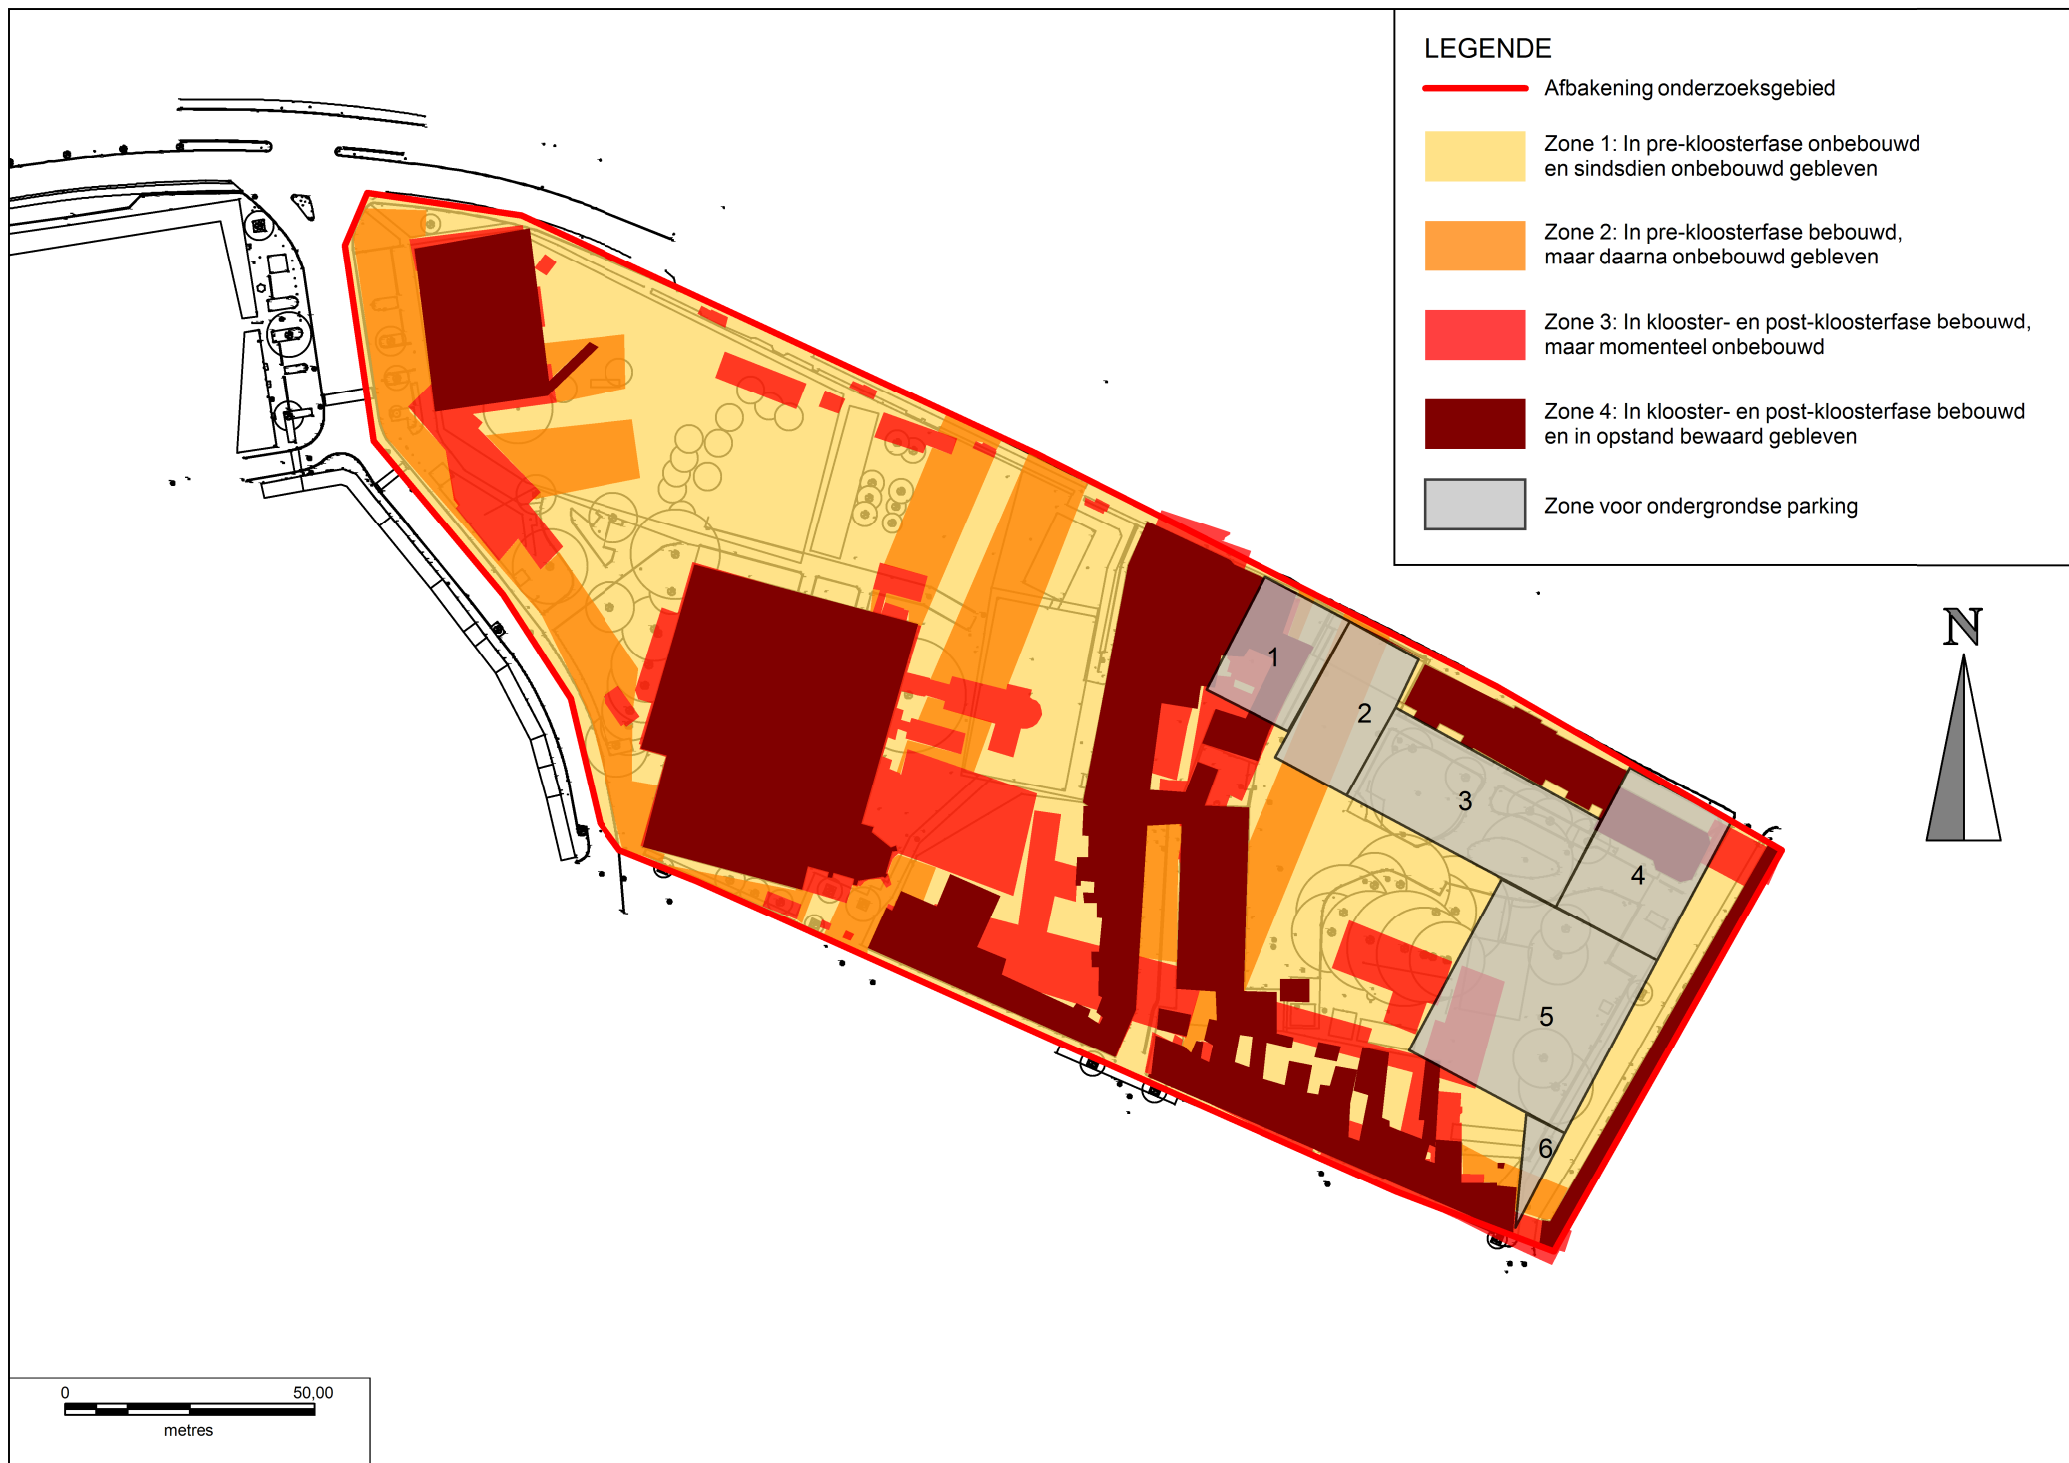 LEGENDE
Afbakening onderzoeksgebied
Zone 1: In pre-kloosterfase onbebouwd
en sindsdien onbebouwd gebleven
Zone 2: In pre-kloosterfase bebouwd,
maar daarna onbebouwd gebleven
Zone 3: In klooster- en post-kloosterfase bebouwd,
maar momenteel onbebouwd
Zone 4: In klooster- en post-kloosterfase bebouwd
en in opstand bewaard gebleven
Zone voor ondergrondse parking
N
1
2
3
4
5
6
0 50,00
metres